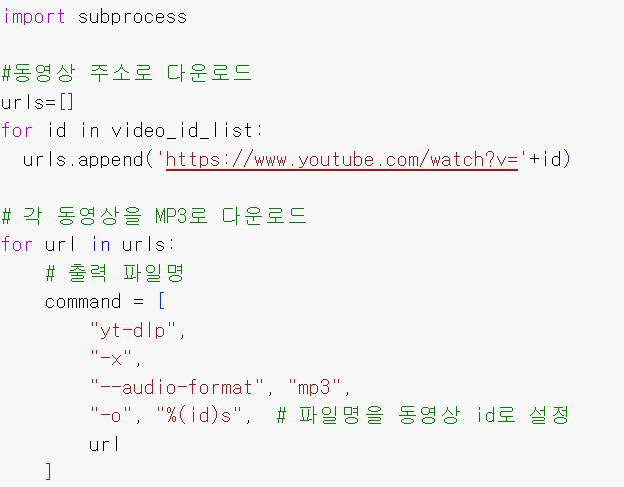 import subprocess
#동영상 주소로 다운로드
urls=[]
for id in video_id_list:
  urls.append('https://www.youtube.com/watch?v='+id)
# 각 동영상을 MP3로 다운로드
for url in urls:
    # 출력 파일명
    command = [
        "yt-dlp",
        "-x",
        "--audio-format", "mp3",
        "-o", "%(id)s",  # 파일명을 동영상 id로 설정
        url
    ]